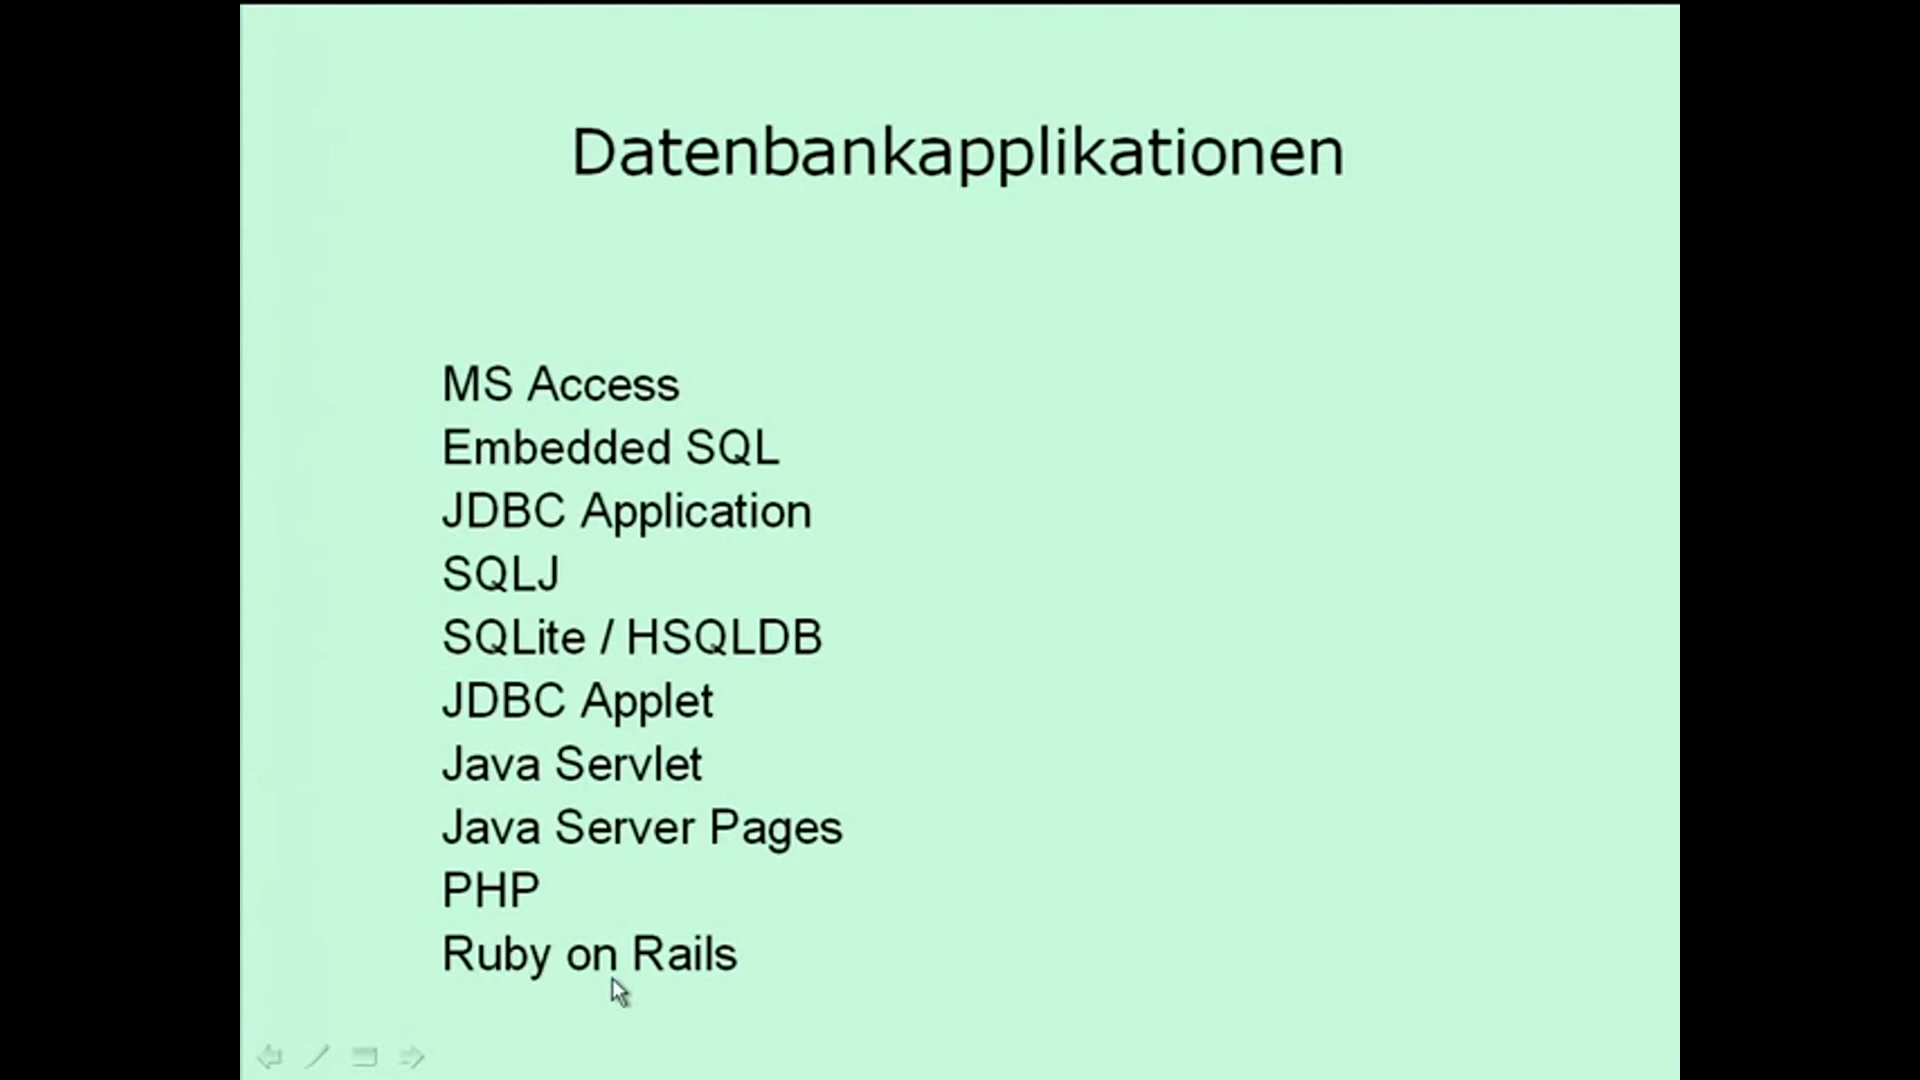 Datenbankapplikationen
MS Access
Embedded SQL
JDBC Application
SQLJ
SQLite / HSQLDB
JDBC Applet
Java Servlet
Java Server Pages
PHP
Ruby on Rails